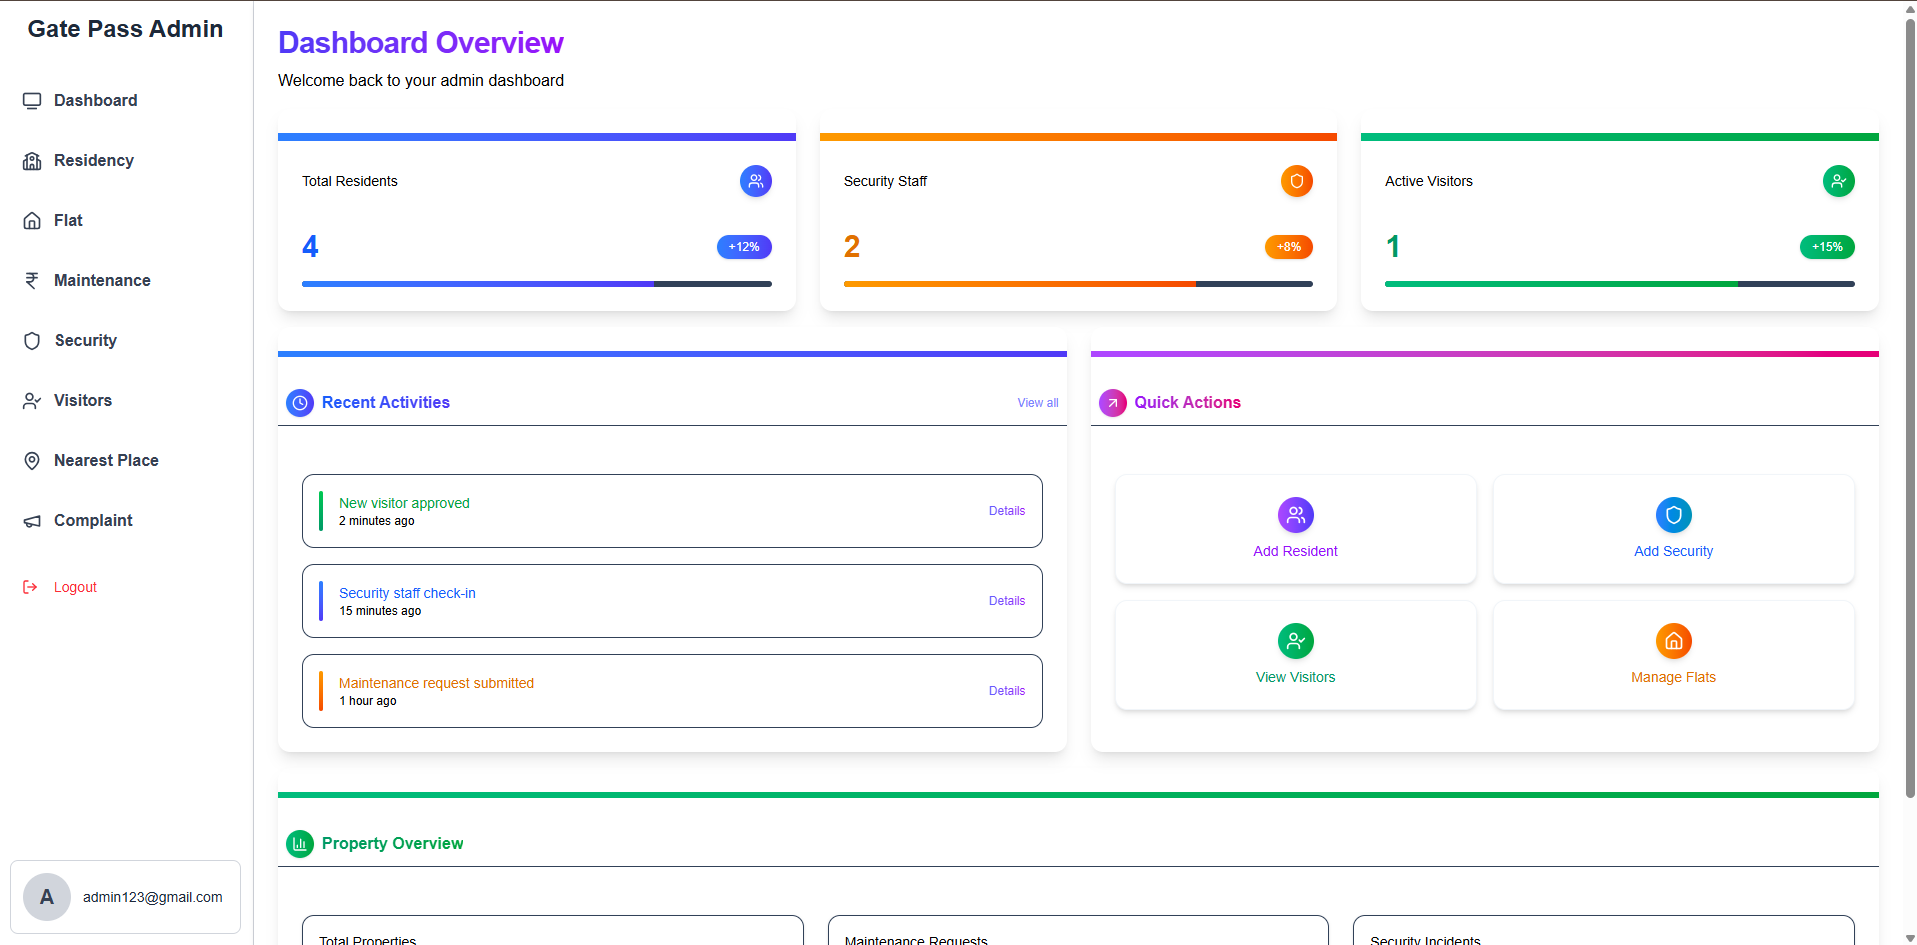 Gate Pass Admin
Dashboard
Residency
Flat
Maintenance
Security
Visitors
Nearest Place
Complaint
Logout
A
admin123@gmail.com
Dashboard Overview
Welcome back to your admin dashboard
Total Residents
4
+12%
Security Staff
2
+8%
Active Visitors
1
+15%
Recent Activities
View all
New visitor approved
2 minutes ago
Details
Security staff check-in
15 minutes ago
Details
Maintenance request submitted
1 hour ago
Details
Quick Actions
Add Resident
Add Security
View Visitors
Manage Flats
Property Overview
Total Properties
Maintenance Requests
Security Incidents